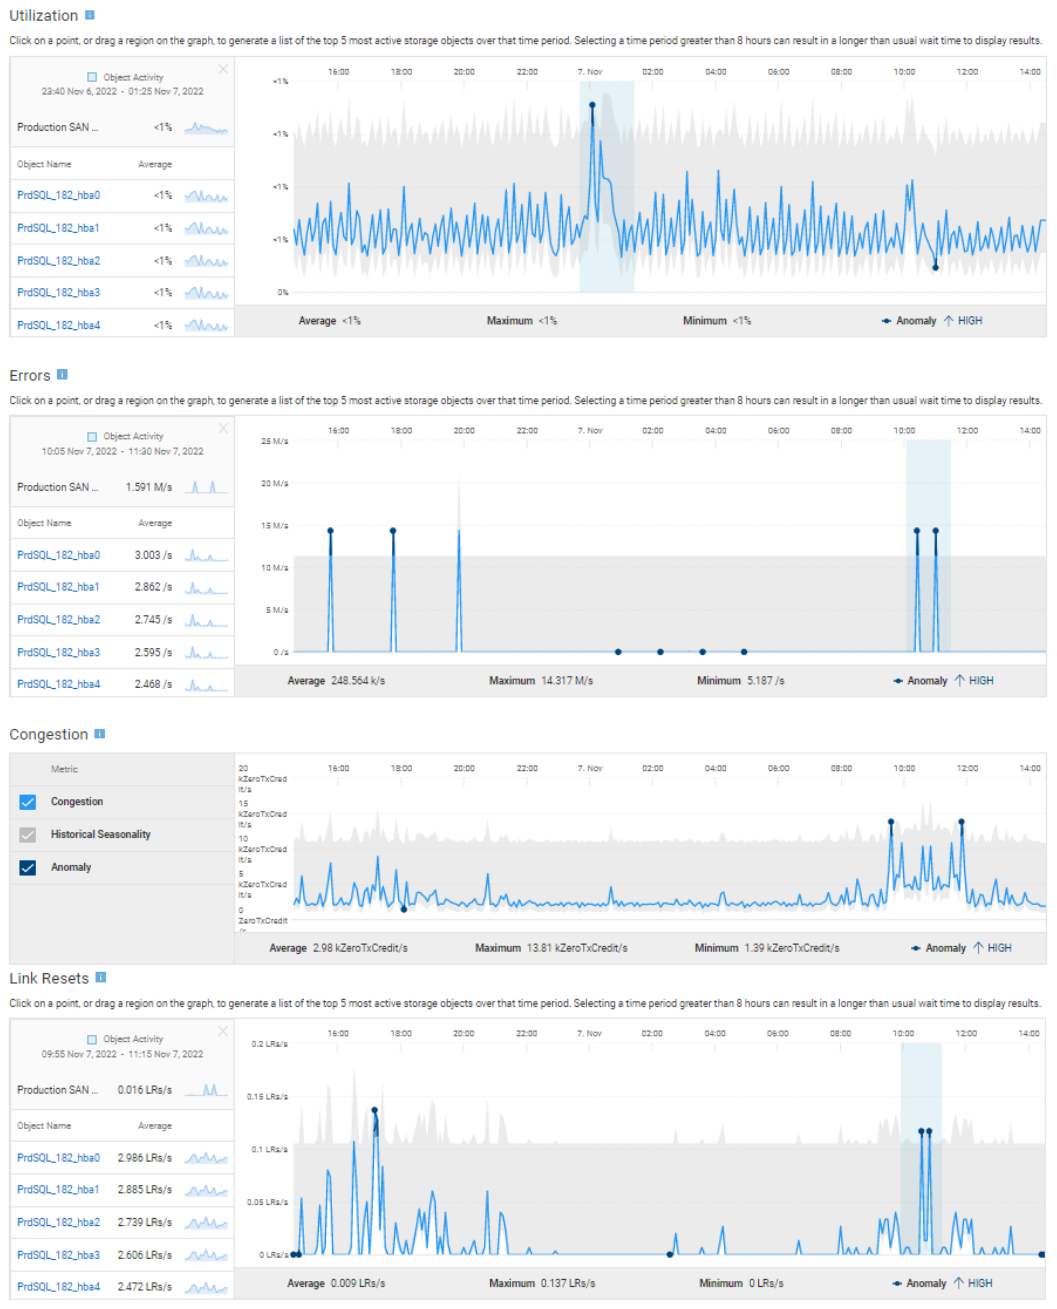 Utilization
Click on a point, or drag a region on the graph, to generate a list of the top 5 most active storage objects over that time period. Selecting a time period greater than 8 hours can result in a longer than usual wait time to display results.
Object Activity
23:40 Nov 6, 2022 - 01:25 Nov 7, 2022
Production SAN ... <1%
Object Name Average
PrdSQL_182_hba0 <1%
PrdSQL_182_hba1 <1%
PrdSQL_182_hba2 <1%
PrdSQL_182_hba3 <1%
PrdSQL_182_hba4 <1%
16:00 18:00 20:00 22:00 7. Nov 02:00 04:00 06:00 08:00 10:00 12:00 14:00
<1%
<1%
<1%
<1%
0%
Average <1% Maximum <1% Minimum <1% Anomaly ↑ HIGH
Errors
Click on a point, or drag a region on the graph, to generate a list of the top 5 most active storage objects over that time period. Selecting a time period greater than 8 hours can result in a longer than usual wait time to display results.
Object Activity
10:05 Nov 7, 2022 - 11:30 Nov 7, 2022
Production SAN ... 1.591 M/s
Object Name Average
PrdSQL_182_hba0 3.003 /s
PrdSQL_182_hba1 2.862 /s
PrdSQL_182_hba2 2.745 /s
PrdSQL_182_hba3 2.595 /s
PrdSQL_182_hba4 2.468 /s
16:00 18:00 20:00 22:00 7. Nov 02:00 04:00 06:00 08:00 10:00 12:00 14:00
25 M/s
20 M/s
15 M/s
10 M/s
5 M/s
0 /s
Average 248.564 k/s Maximum 14.317 M/s Minimum 5.187 /s Anomaly ↑ HIGH
Congestion
Metric
Congestion
Historical Seasonality
Anomaly
16:00 18:00 20:00 22:00 7. Nov 02:00 04:00 06:00 08:00 10:00 12:00 14:00
20
kZeroTxCred
it/s
15
kZeroTxCred
it/s
10
kZeroTxCred
it/s
5
kZeroTxCred
it/s
0
ZeroTxCredit
/s
Average 2.98 kZeroTxCredit/s Maximum 13.81 kZeroTxCredit/s Minimum 1.39 kZeroTxCredit/s Anomaly ↑ HIGH
Link Resets
Click on a point, or drag a region on the graph, to generate a list of the top 5 most active storage objects over that time period. Selecting a time period greater than 8 hours can result in a longer than usual wait time to display results.
Object Activity
09:55 Nov 7, 2022 - 11:15 Nov 7, 2022
Production SAN ... 0.016 LRs/s
Object Name Average
PrdSQL_182_hba0 2.986 LRs/s
PrdSQL_182_hba1 2.885 LRs/s
PrdSQL_182_hba2 2.739 LRs/s
PrdSQL_182_hba3 2.606 LRs/s
PrdSQL_182_hba4 2.472 LRs/s
16:00 18:00 20:00 22:00 7. Nov 02:00 04:00 06:00 08:00 10:00 12:00 14:00
0.2 LRs/s
0.15 LRs/s
0.1 LRs/s
0.05 LRs/s
0 LRs/s
Average 0.009 LRs/s Maximum 0.137 LRs/s Minimum 0 LRs/s Anomaly ↑ HIGH